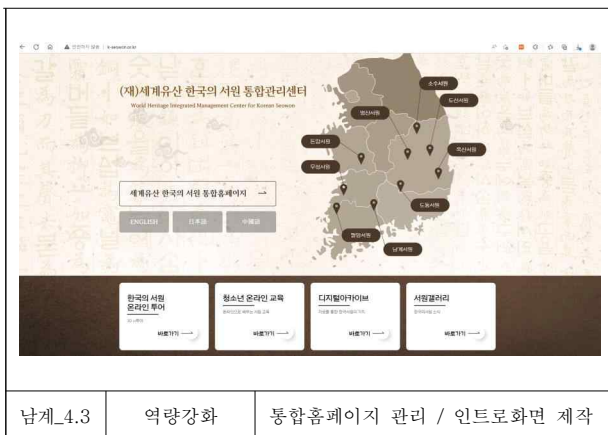 k-seowon.or.kr
(재)세계유산 한국의 서원 통합관리센터
World Heritage Integrated Management Center for Korean Seowon
소수서원
도산서원
병산서원
돈암서원
옥산서원
무성서원
세계유산 한국의 서원 통합홈페이지
도동서원
ENGLISH 日本語 中國語
필암서원
남계서원
한국의 서원 청소년 온라인 교육 디지털아카이브 서원갤러리
온라인 투어
바로가기 바로가기 바로가기 바로가기
남계_4.3 역량강화 통합홈페이지 관리 / 인트로화면 제작